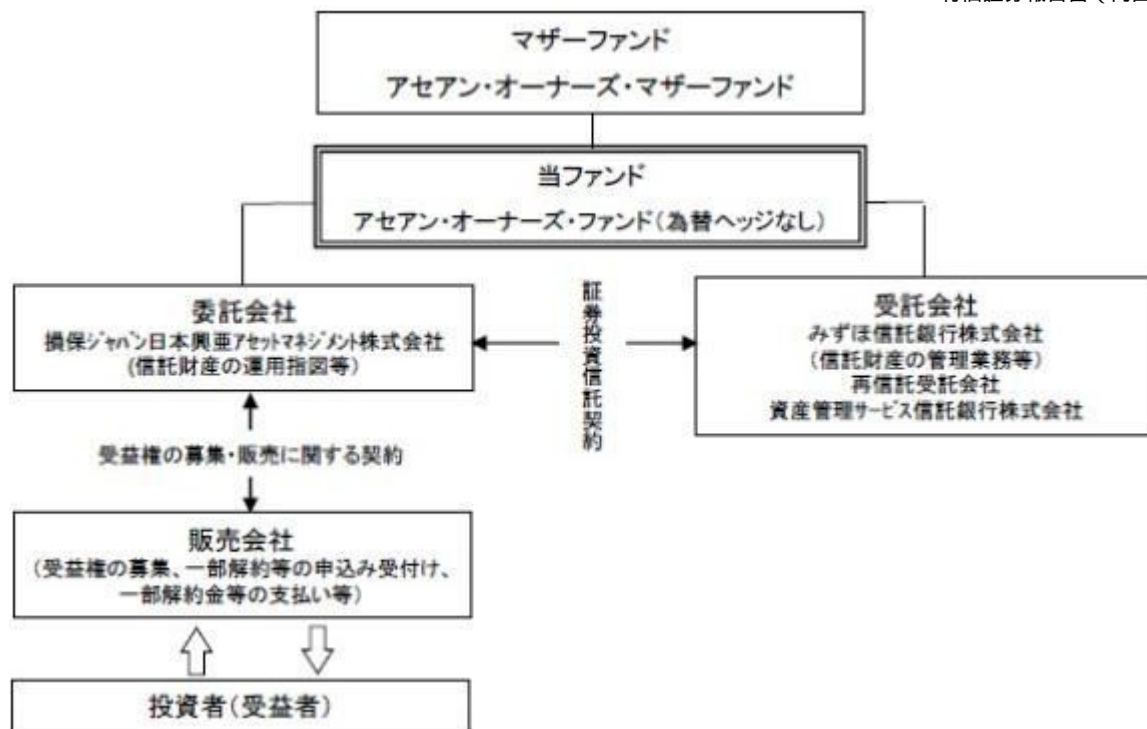 マザーファンド
アセアン・オーナーズ・マザーファンド
当ファンド
アセアン・オーナーズ・ファンド(為替ヘッジなし)
委託会社
損保ジャパン日本興亜アセットマネジメント株式会社
(信託財産の運用指図等)
証券投資信託契約
受託会社
みずほ信託銀行株式会社
(信託財産の管理業務等)
再信託受託会社
資産管理サービス信託銀行株式会社
受益権の募集・販売に関する契約
販売会社
(受益権の募集、一部解約等の申込み受付け、
一部解約金等の支払い等)
投資者(受益者)